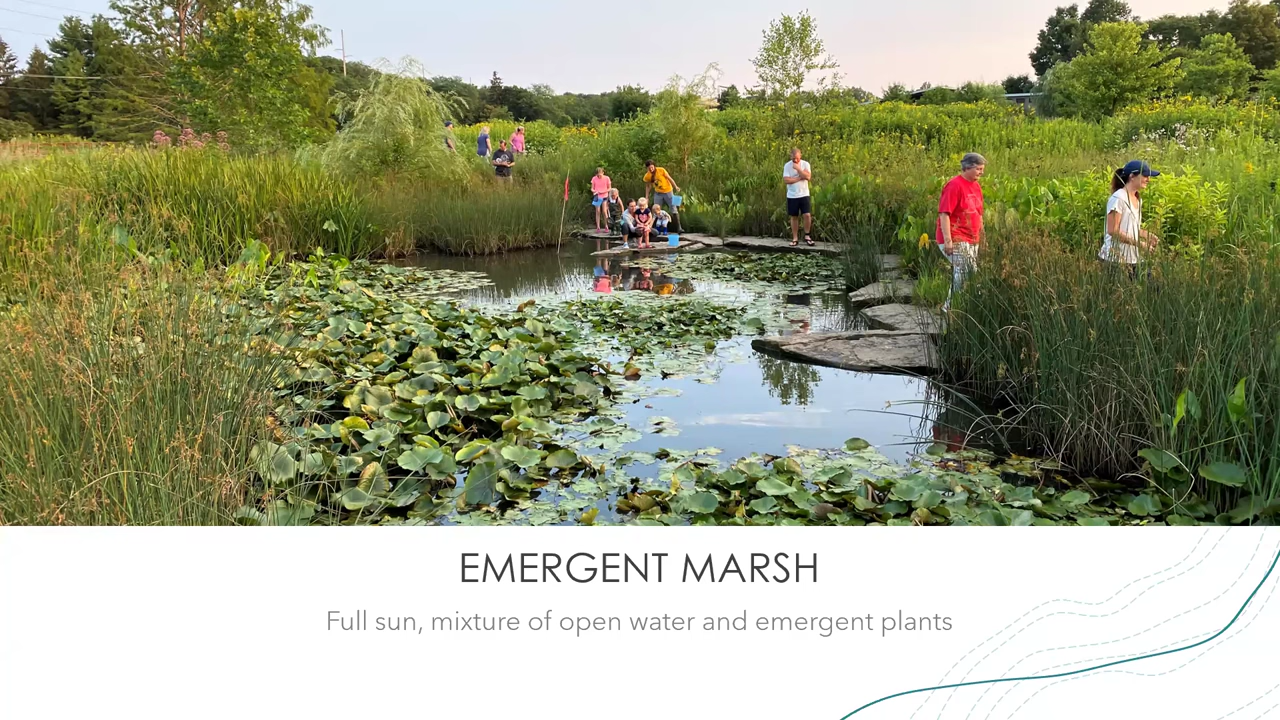 EMERGENT MARSH
Full sun, mixture of open water and emergent plants